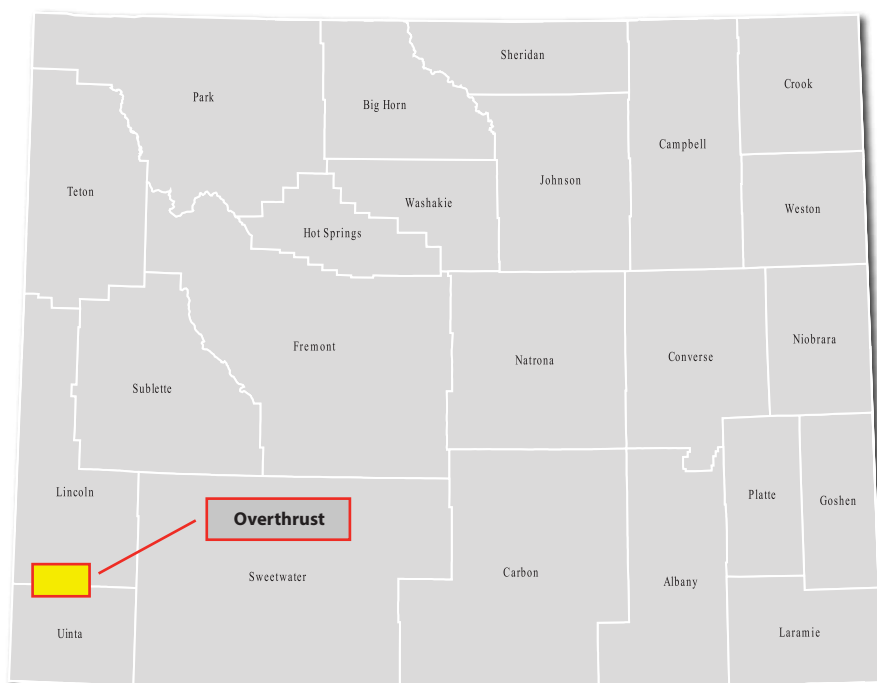 Sheridan
Crook
Park
Big Horn
Campbell
Johnson
Teton
Washakie
Weston
Hot Springs
Niobrara
Fremont
Natrona
Converse
Sublette
Lincoln
Platte
Goshen
Overthrust
Sweetwater
Carbon
Albany
Uinta
Laramie